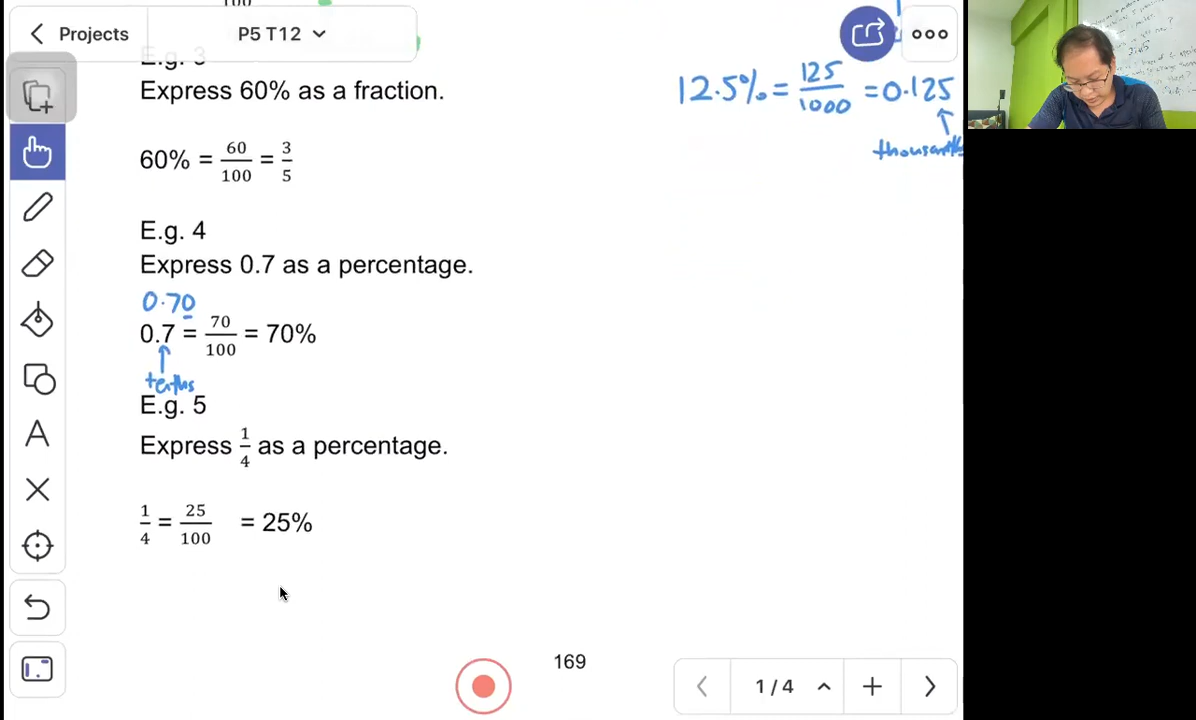 100
Projects
P5 T12
E.g. 3
Express 60% as a fraction.
60% = 60/100 = 3/5
12.5% = 125/1000 = 0.125
E.g. 4
Express 0.7 as a percentage.
0.70
0.7 = 70/100 = 70%
tenths
E.g. 5
Express 1/4 as a percentage.
1/4 = 25/100 = 25%
169
1 / 4